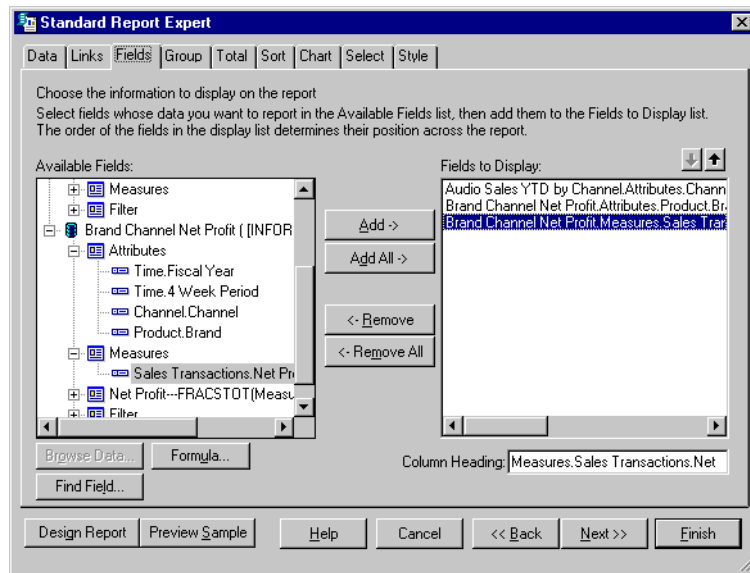 Standard Report Expert
Data Links Fields Group Total Sort Chart Select Style
Choose the information to display on the report
Select fields whose data you want to report in the Available Fields list, then add them to the Fields to Display list.
The order of the fields in the display list determines their position across the report.
Available Fields:
Measures
Filter
Brand Channel Net Profit ( [INFOR
Attributes
Time.Fiscal Year
Time.4 Week Period
Channel.Channel
Product.Brand
Measures
Sales Transactions.Net Pr
Net Profit---FRACSTOT(Measu
Filter
Add ->
Add All ->
<- Remove
<- Remove All
Fields to Display:
Audio Sales YTD by Channel.Attributes.Chann
Brand Channel Net Profit.Attributes.Product.Br
Brand Channel Net Profit.Measures.Sales Tran
Browse Data...
Formula...
Find Field...
Column Heading: Measures.Sales Transactions.Net
Design Report
Preview Sample
Help
Cancel
<< Back
Next >>
Finish